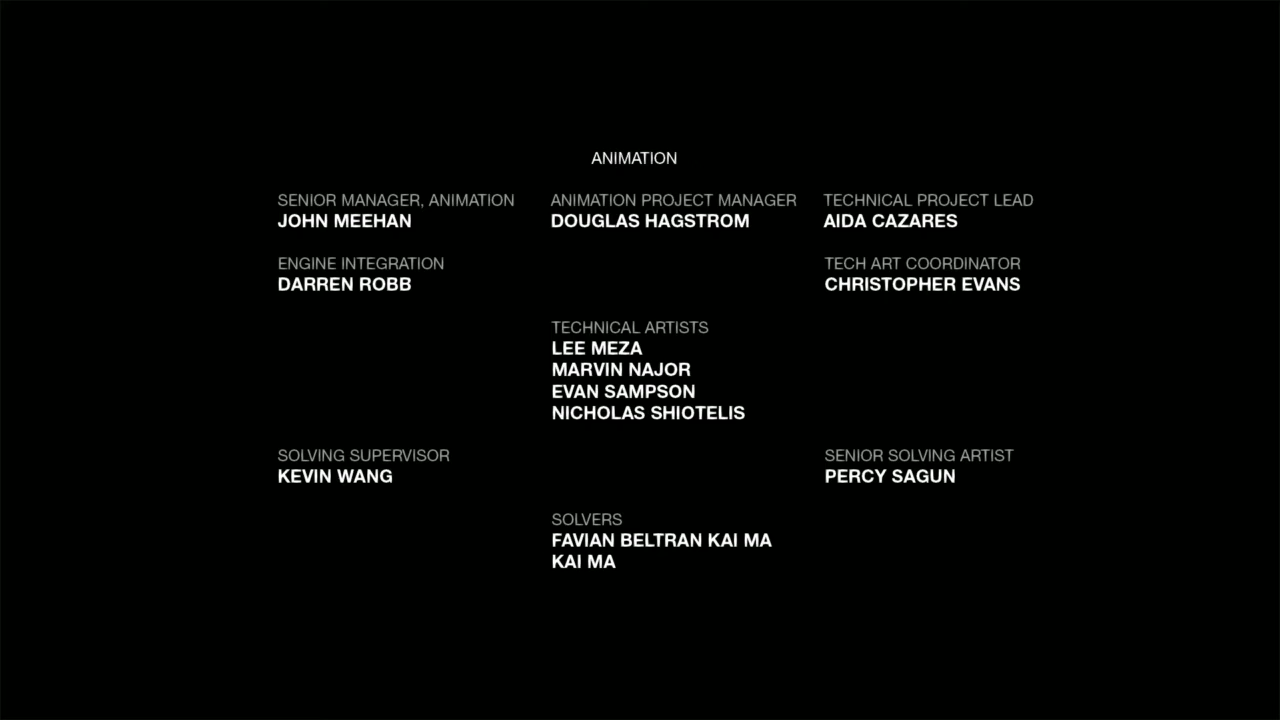 ANIMATION
SENIOR MANAGER, ANIMATION
JOHN MEEHAN
ANIMATION PROJECT MANAGER
DOUGLAS HAGSTROM
TECHNICAL PROJECT LEAD
AIDA CAZARES
ENGINE INTEGRATION
DARREN ROBB
TECH ART COORDINATOR
CHRISTOPHER EVANS
TECHNICAL ARTISTS
LEE MEZA
MARVIN NAJOR
EVAN SAMPSON
NICHOLAS SHIOTELIS
SOLVING SUPERVISOR
KEVIN WANG
SENIOR SOLVING ARTIST
PERCY SAGUN
SOLVERS
FAVIAN BELTRAN KAI MA
KAI MA